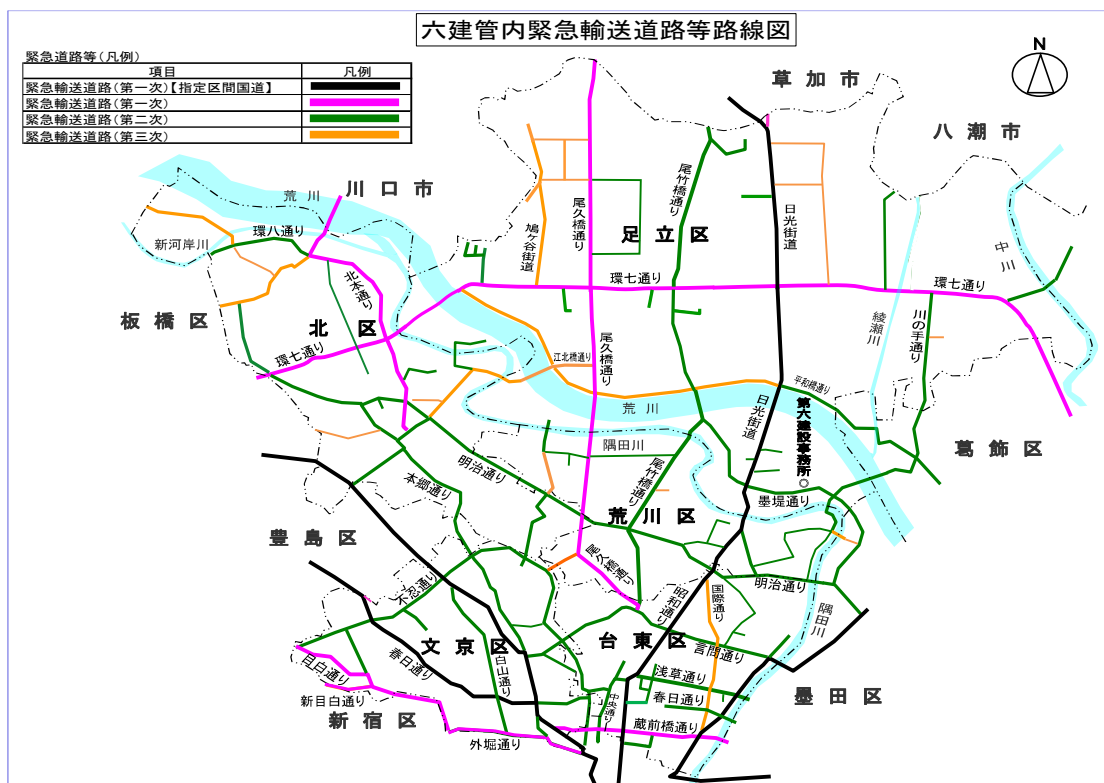 六建管内緊急輸送道路等路線図
緊急道路等(凡例)
項目 凡例
緊急輸送道路(第一次)【指定区間国道】
緊急輸送道路(第一次)
緊急輸送道路(第二次)
緊急輸送道路(第三次)
N
草加市
八潮市
川口市
荒川
新河岸川
環八通り
北本通り
鳩ヶ谷街道
尾久橋通り
尾竹橋通り
足立区
日光街道
中川
環七通り
環七通り
綾瀬川
川の手通り
板橋区
北区
環七通り
江北橋通り
尾久橋通り
平和橋通り
荒川
日光街道
第六建設事務所
葛飾区
隅田川
明治通り
本郷通り
尾竹橋通り
墨堤通り
荒川区
豊島区
尾久橋通り
不忍通り
昭和通り
国際通り
明治通り
隅田川
文京区
台東区
言問通り
目白通り
春日通り
白山通り
浅草通り
春日通り
中央通り
墨田区
新目白通り
新宿区
蔵前橋通り
外堀通り